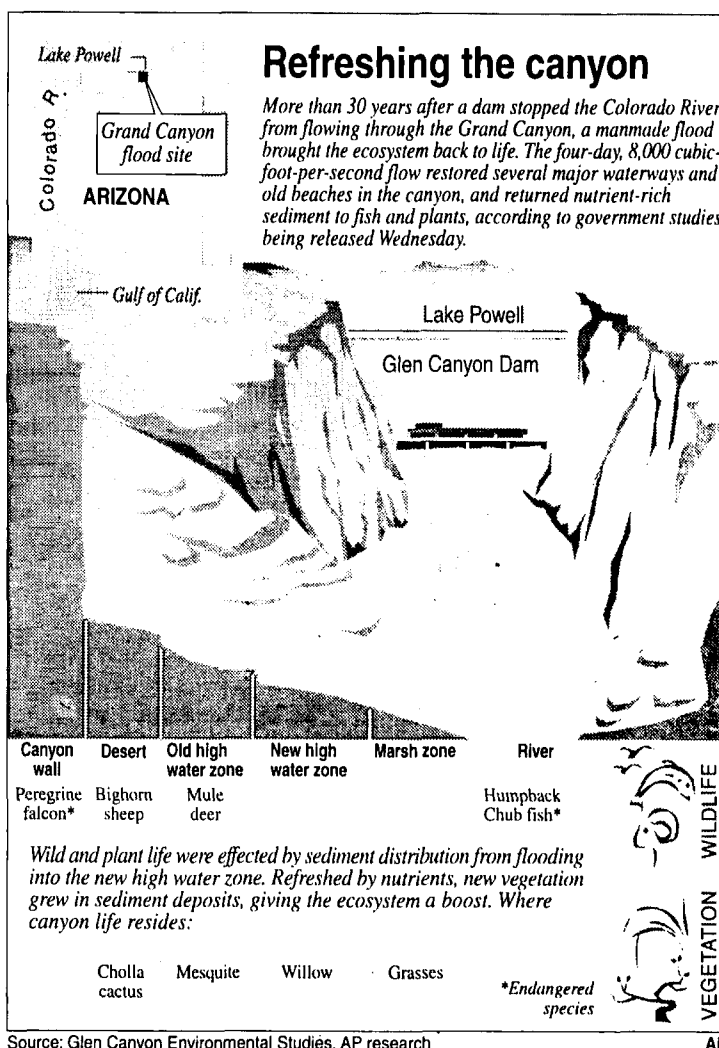 Refreshing the canyon
More than 30 years after a dam stopped the Colorado River
from flowing through the Grand Canyon, a manmade flood
brought the ecosystem back to life. The four-day, 8,000 cubic-
foot-per-second flow restored several major waterways and
old beaches in the canyon, and returned nutrient-rich
sediment to fish and plants, according to government studies
being released Wednesday.
Lake Powell
Grand Canyon
flood site
Colorado R.
ARIZONA
Gulf of Calif.
Lake Powell
Glen Canyon Dam
Canyon
wall
Desert
Old high
water zone
New high
water zone
Marsh zone
River
Peregrine
falcon*
Bighorn
sheep
Mule
deer
Humpback
Chub fish*
WILDLIFE
Wild and plant life were effected by sediment distribution from flooding
into the new high water zone. Refreshed by nutrients, new vegetation
grew in sediment deposits, giving the ecosystem a boost. Where
canyon life resides:
Cholla
cactus
Mesquite
Willow
Grasses
*Endangered
species
VEGETATION
Source: Glen Canyon Environmental Studies, AP research